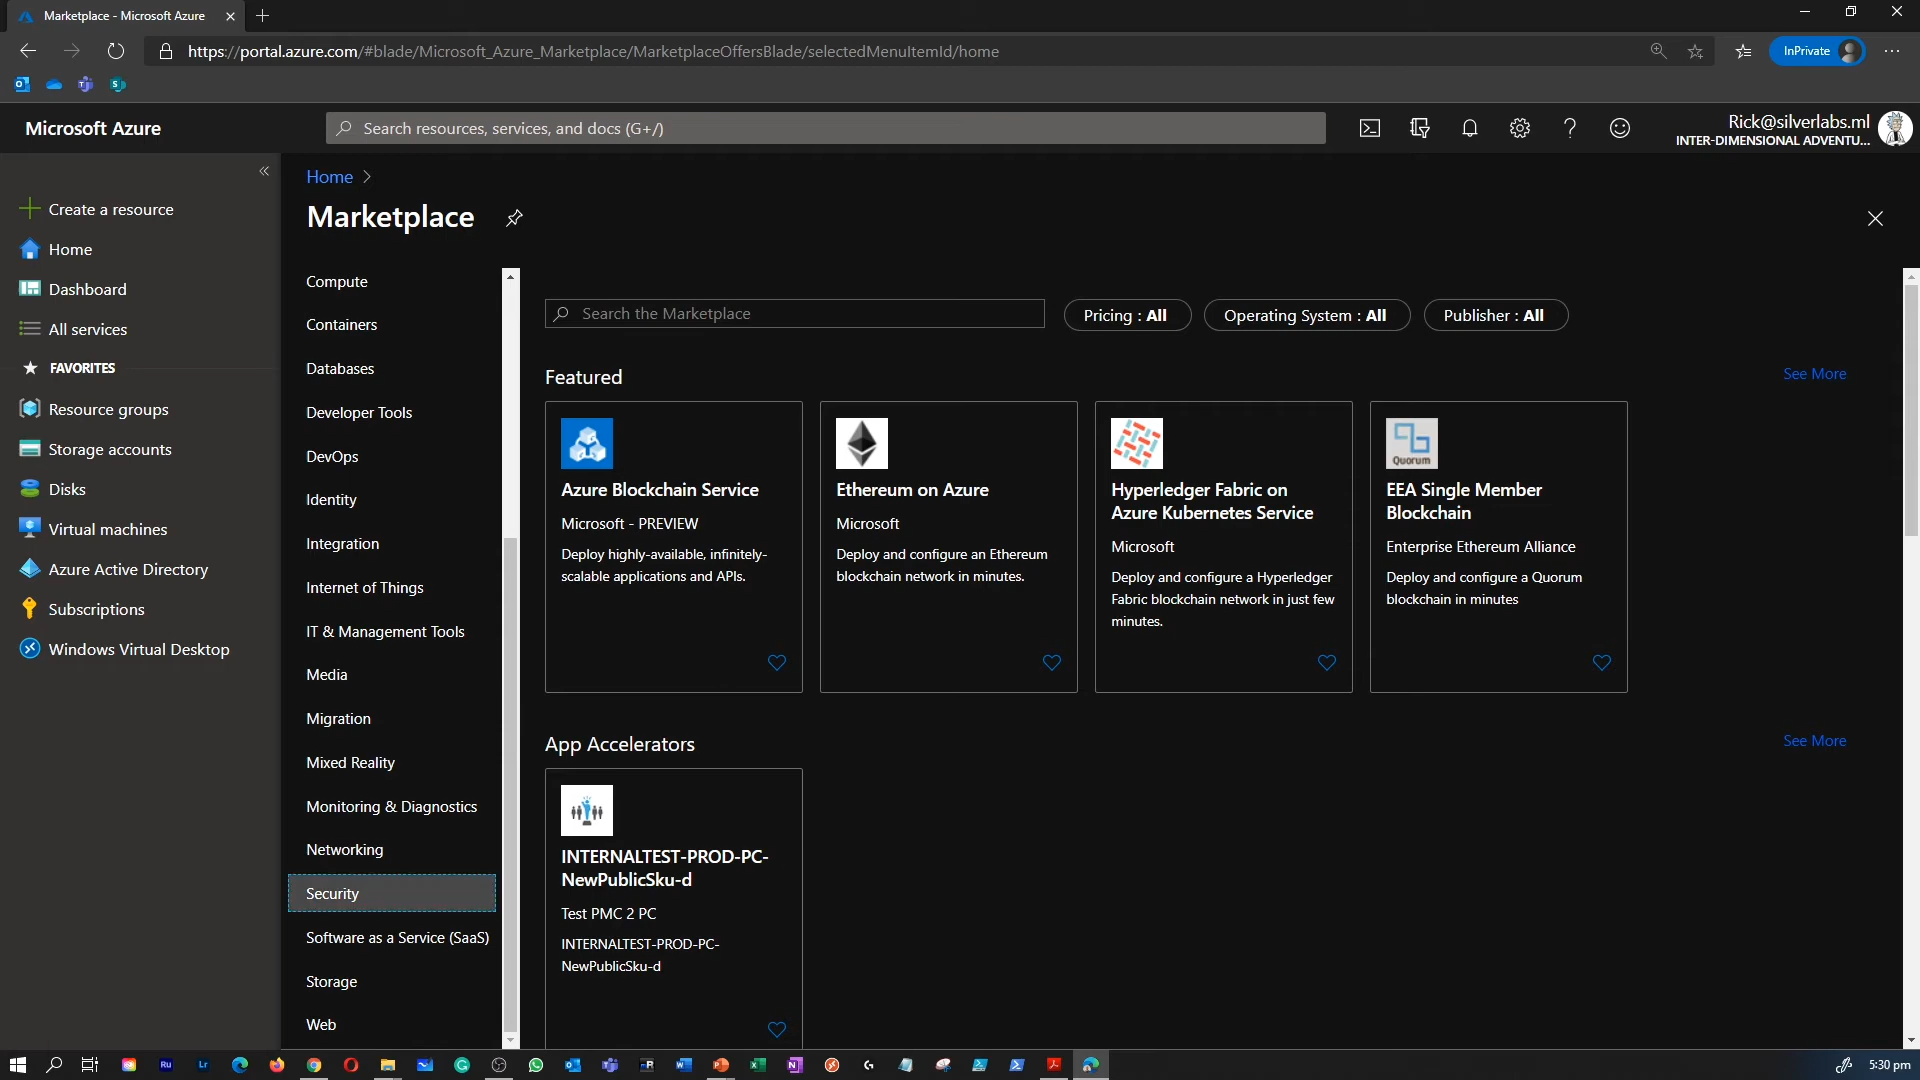 Marketplace - Microsoft Azure
https://portal.azure.com/#blade/Microsoft_Azure_Marketplace/MarketplaceOffersBlade/selectedMenuItemId/home
InPrivate
Microsoft Azure
Search resources, services, and docs (G+/)
Rick@silverlabs.ml
INTER-DIMENSIONAL ADVENTU...
Create a resource
Home
Dashboard
All services
FAVORITES
Resource groups
Storage accounts
Disks
Virtual machines
Azure Active Directory
Subscriptions
Windows Virtual Desktop
Home
Marketplace
Compute
Containers
Databases
Developer Tools
DevOps
Identity
Integration
Internet of Things
IT & Management Tools
Media
Migration
Mixed Reality
Monitoring & Diagnostics
Networking
Security
Software as a Service (SaaS)
Storage
Web
Search the Marketplace
Pricing : All
Operating System : All
Publisher : All
Featured
See More
Azure Blockchain Service
Microsoft - PREVIEW
Deploy highly-available, infinitely-
scalable applications and APIs.
Ethereum on Azure
Microsoft
Deploy and configure an Ethereum
blockchain network in minutes.
Hyperledger Fabric on
Azure Kubernetes Service
Microsoft
Deploy and configure a Hyperledger
Fabric blockchain network in just few
minutes.
Quorum
EEA Single Member
Blockchain
Enterprise Ethereum Alliance
Deploy and configure a Quorum
blockchain in minutes
App Accelerators
See More
INTERNALTEST-PROD-PC-
NewPublicSku-d
Test PMC 2 PC
INTERNALTEST-PROD-PC-
NewPublicSku-d
Ru
Lr
5:30 pm